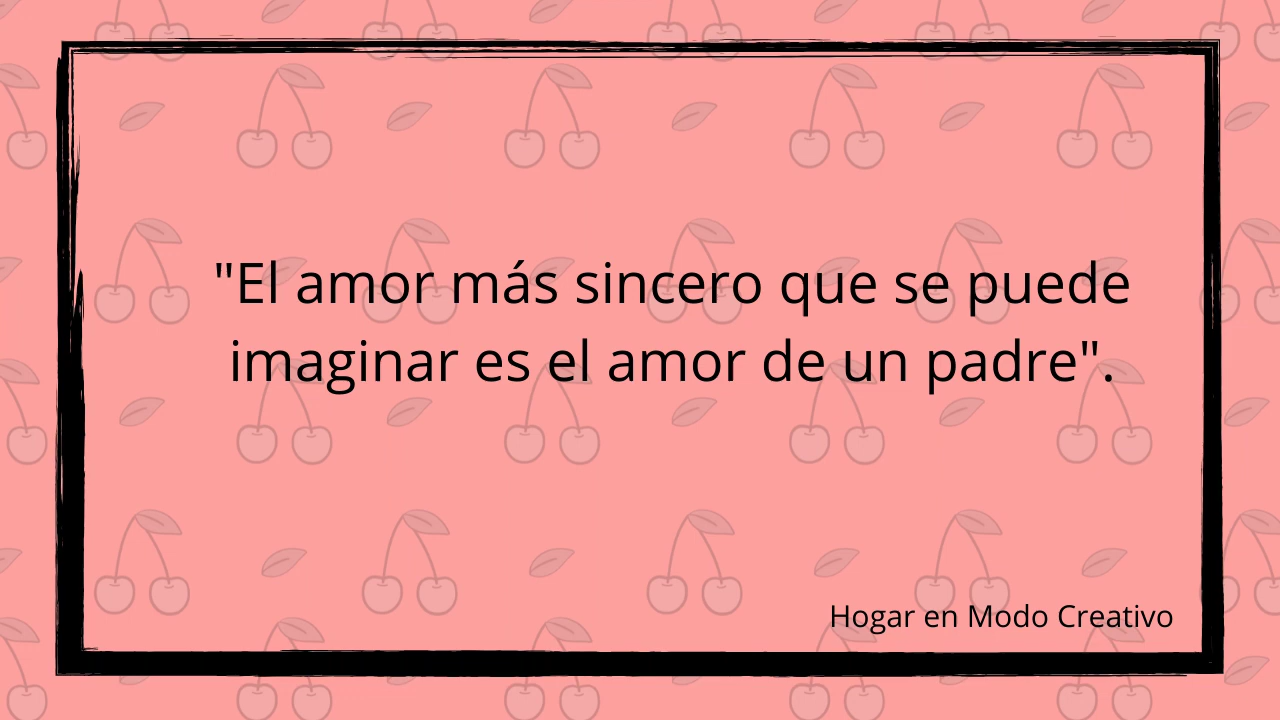 "El amor más sincero que se puede
imaginar es el amor de un padre".
Hogar en Modo Creativo